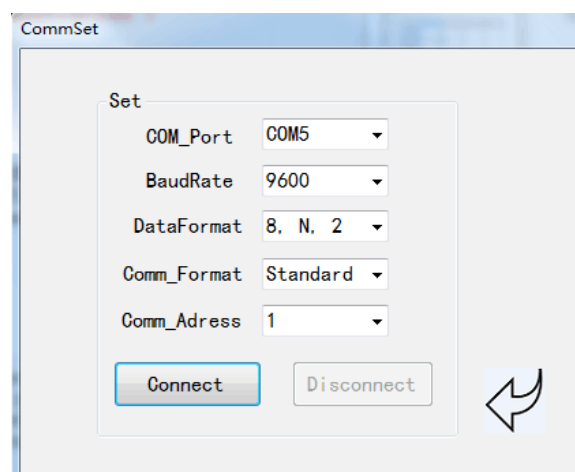 CommSet
Set
COM_Port COM5
BaudRate 9600
DataFormat 8, N, 2
Comm_Format Standard
Comm_Adress 1
Connect Disconnect